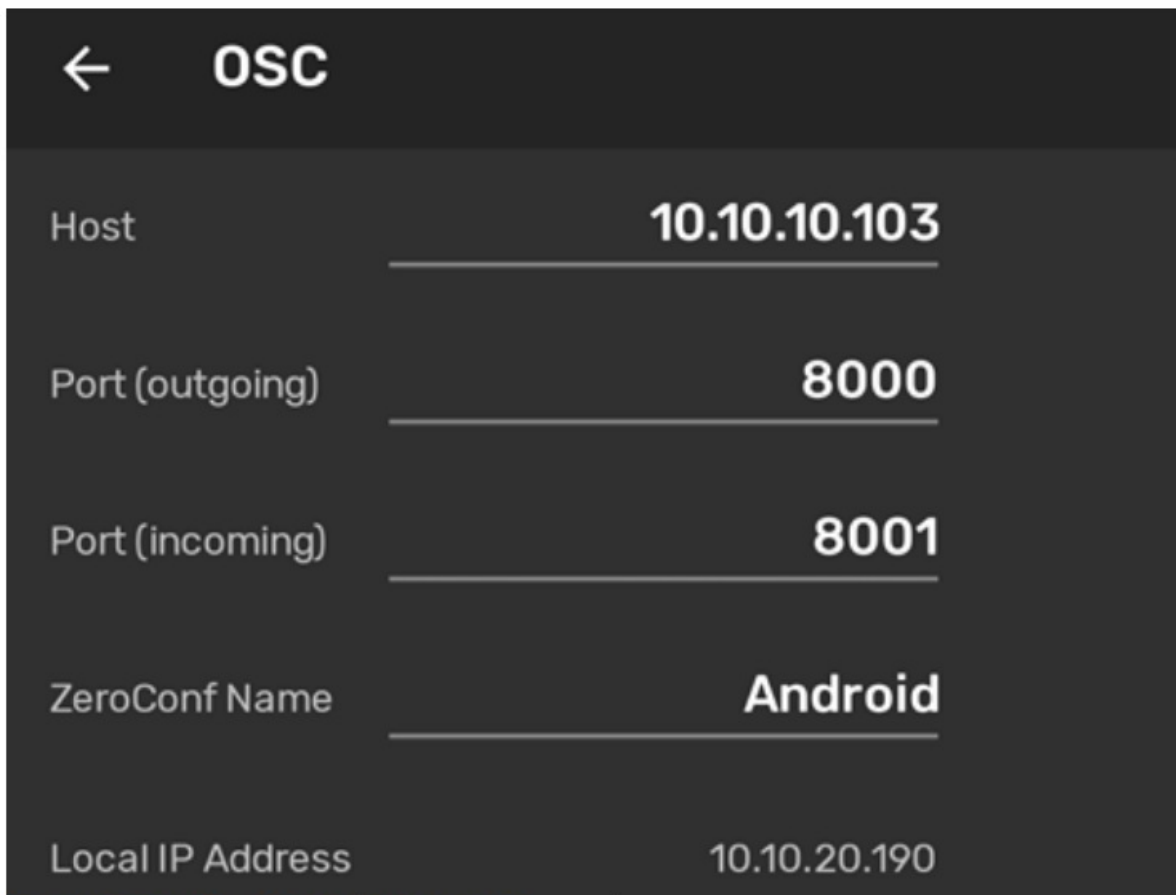 OSC
Host 10.10.10.103
Port (outgoing) 8000
Port (incoming) 8001
ZeroConf Name Android
Local IP Address 10.10.20.190